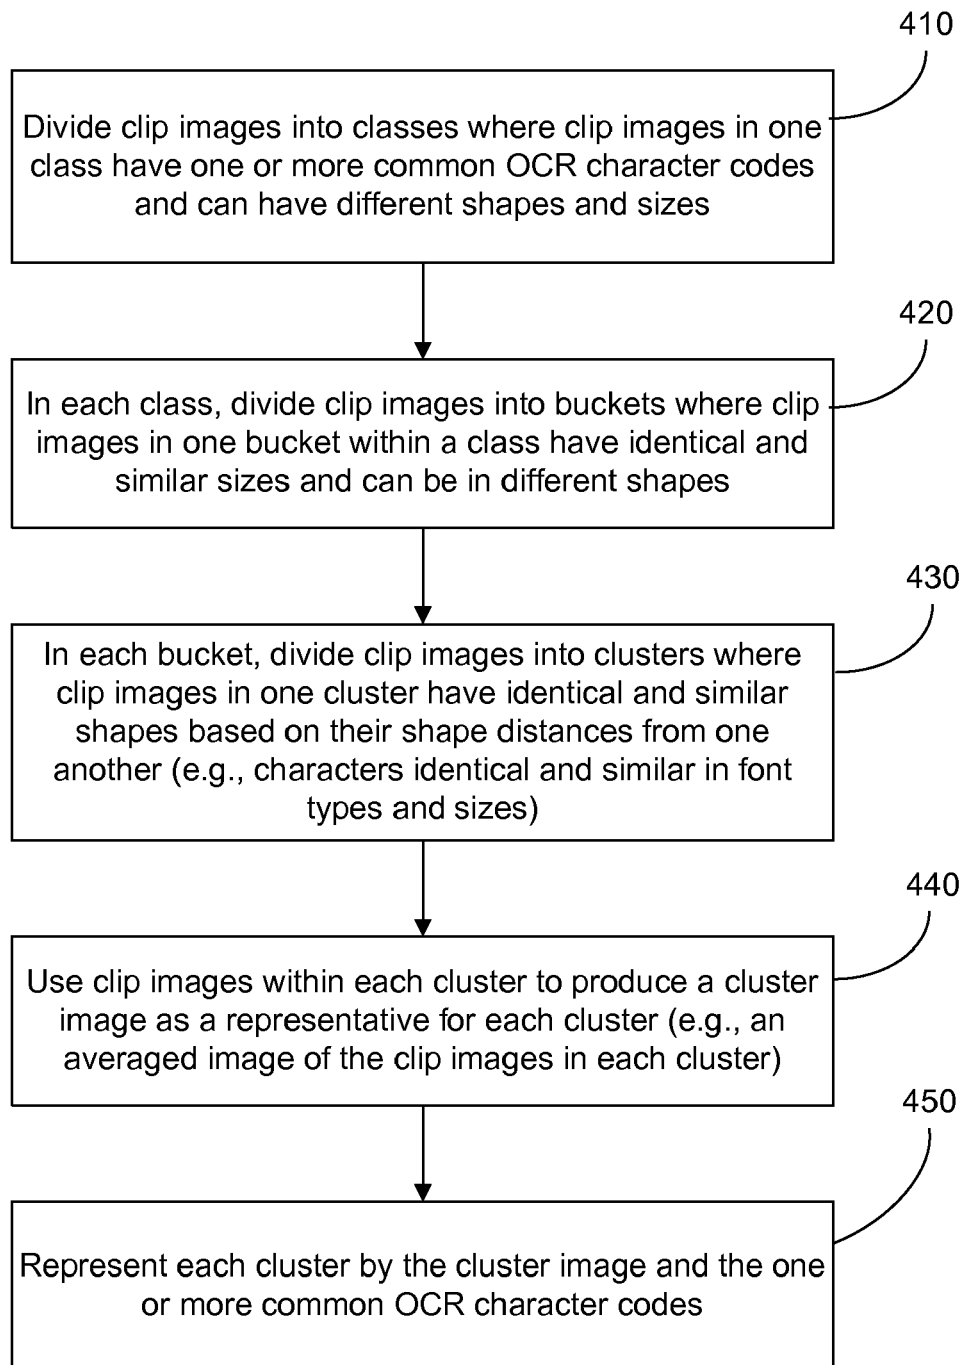 410
Divide clip images into classes where clip images in one
class have one or more common OCR character codes
and can have different shapes and sizes
420
In each class, divide clip images into buckets where clip
images in one bucket within a class have identical and
similar sizes and can be in different shapes
430
In each bucket, divide clip images into clusters where
clip images in one cluster have identical and similar
shapes based on their shape distances from one
another (e.g., characters identical and similar in font
types and sizes)
440
Use clip images within each cluster to produce a cluster
image as a representative for each cluster (e.g., an
averaged image of the clip images in each cluster)
450
Represent each cluster by the cluster image and the one
or more common OCR character codes